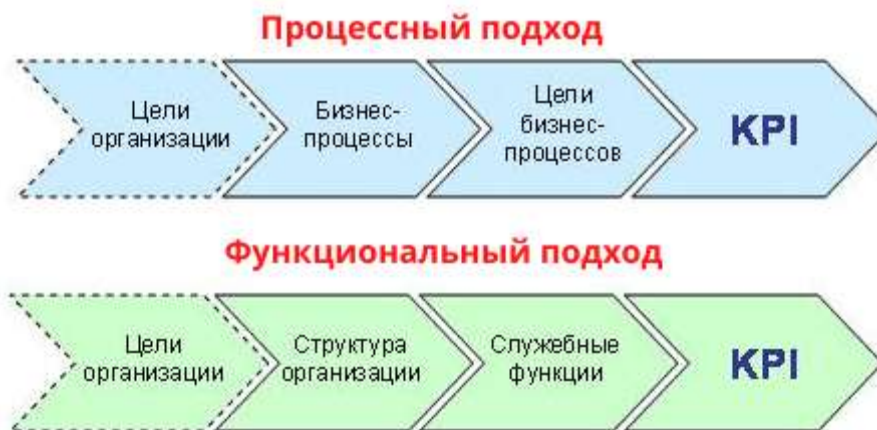 Процессный подход
Цели
организации
Бизнес-
процессы
Цели
бизнес-
процессов
KPI
Функциональный подход
Цели
организации
Структура
организации
Служебные
функции
KPI